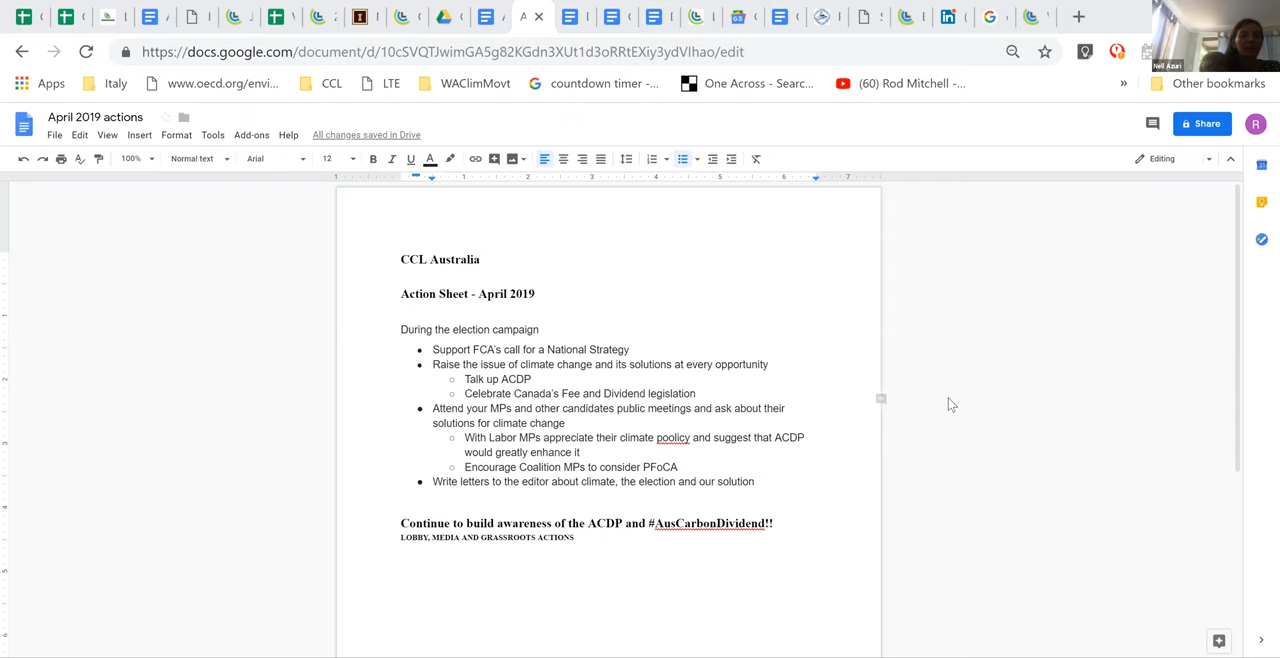 https://docs.google.com/document/d/10cSVQTJwimGA5g82KGdn3XUt1d3oRRtEXiy3ydVIhao/edit
Neil Azuri
Apps Italy www.oecd.org/envi... CCL LTE WAClimMovt countdown timer -... One Across - Searc... (60) Rod Mitchell -... » Other bookmarks
April 2019 actions
File Edit View Insert Format Tools Add-ons Help All changes saved in Drive
Share
R
100% Normal text Arial 12 Editing
CCL Australia
Action Sheet - April 2019
During the election campaign
● Support FCA's call for a National Strategy
● Raise the issue of climate change and its solutions at every opportunity
○ Talk up ACDP
○ Celebrate Canada's Fee and Dividend legislation
● Attend your MPs and other candidates public meetings and ask about their
solutions for climate change
○ With Labor MPs appreciate their climate poolicy and suggest that ACDP
would greatly enhance it
○ Encourage Coalition MPs to consider PFoCA
● Write letters to the editor about climate, the election and our solution
Continue to build awareness of the ACDP and #AusCarbonDividend!!
LOBBY, MEDIA AND GRASSROOTS ACTIONS